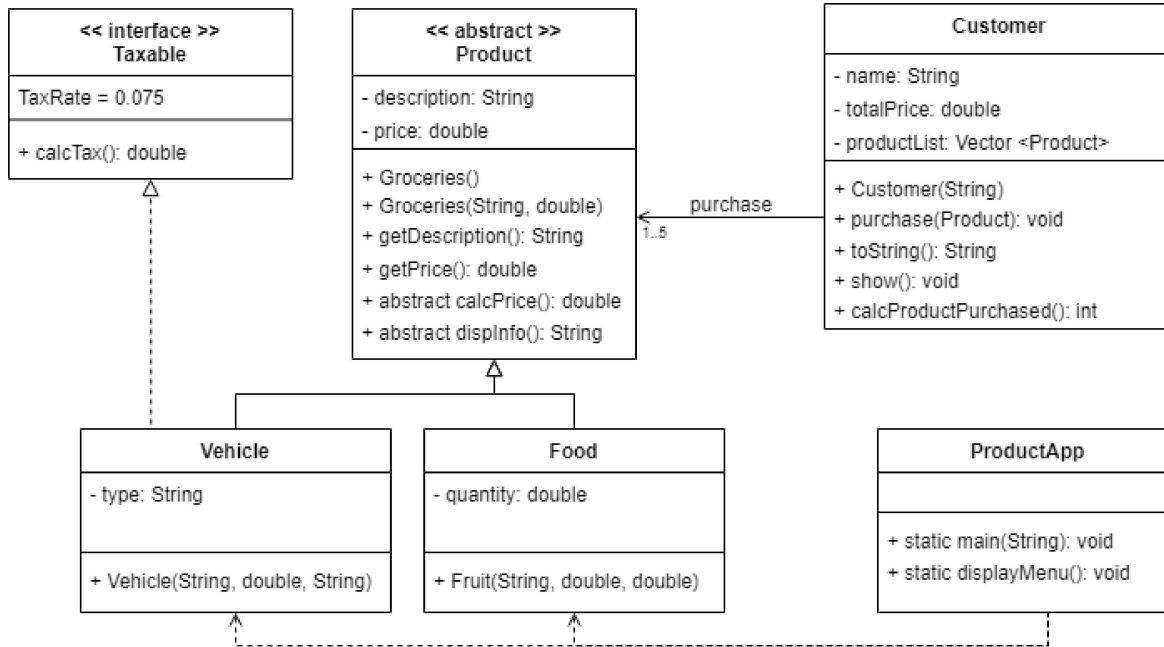 << interface >>
Taxable
TaxRate = 0.075
+ calcTax(): double
<< abstract >>
Product
- description: String
- price: double
+ Groceries()
+ Groceries(String, double)
+ getDescription(): String
+ getPrice(): double
+ abstract calcPrice(): double
+ abstract dispInfo(): String
purchase
1..5
Customer
- name: String
- totalPrice: double
- productList: Vector <Product>
+ Customer(String)
+ purchase(Product): void
+ toString(): String
+ show(): void
+ calcProductPurchased(): int
Vehicle
- type: String
+ Vehicle(String, double, String)
Food
- quantity: double
+ Fruit(String, double, double)
ProductApp
+ static main(String): void
+ static displayMenu(): void